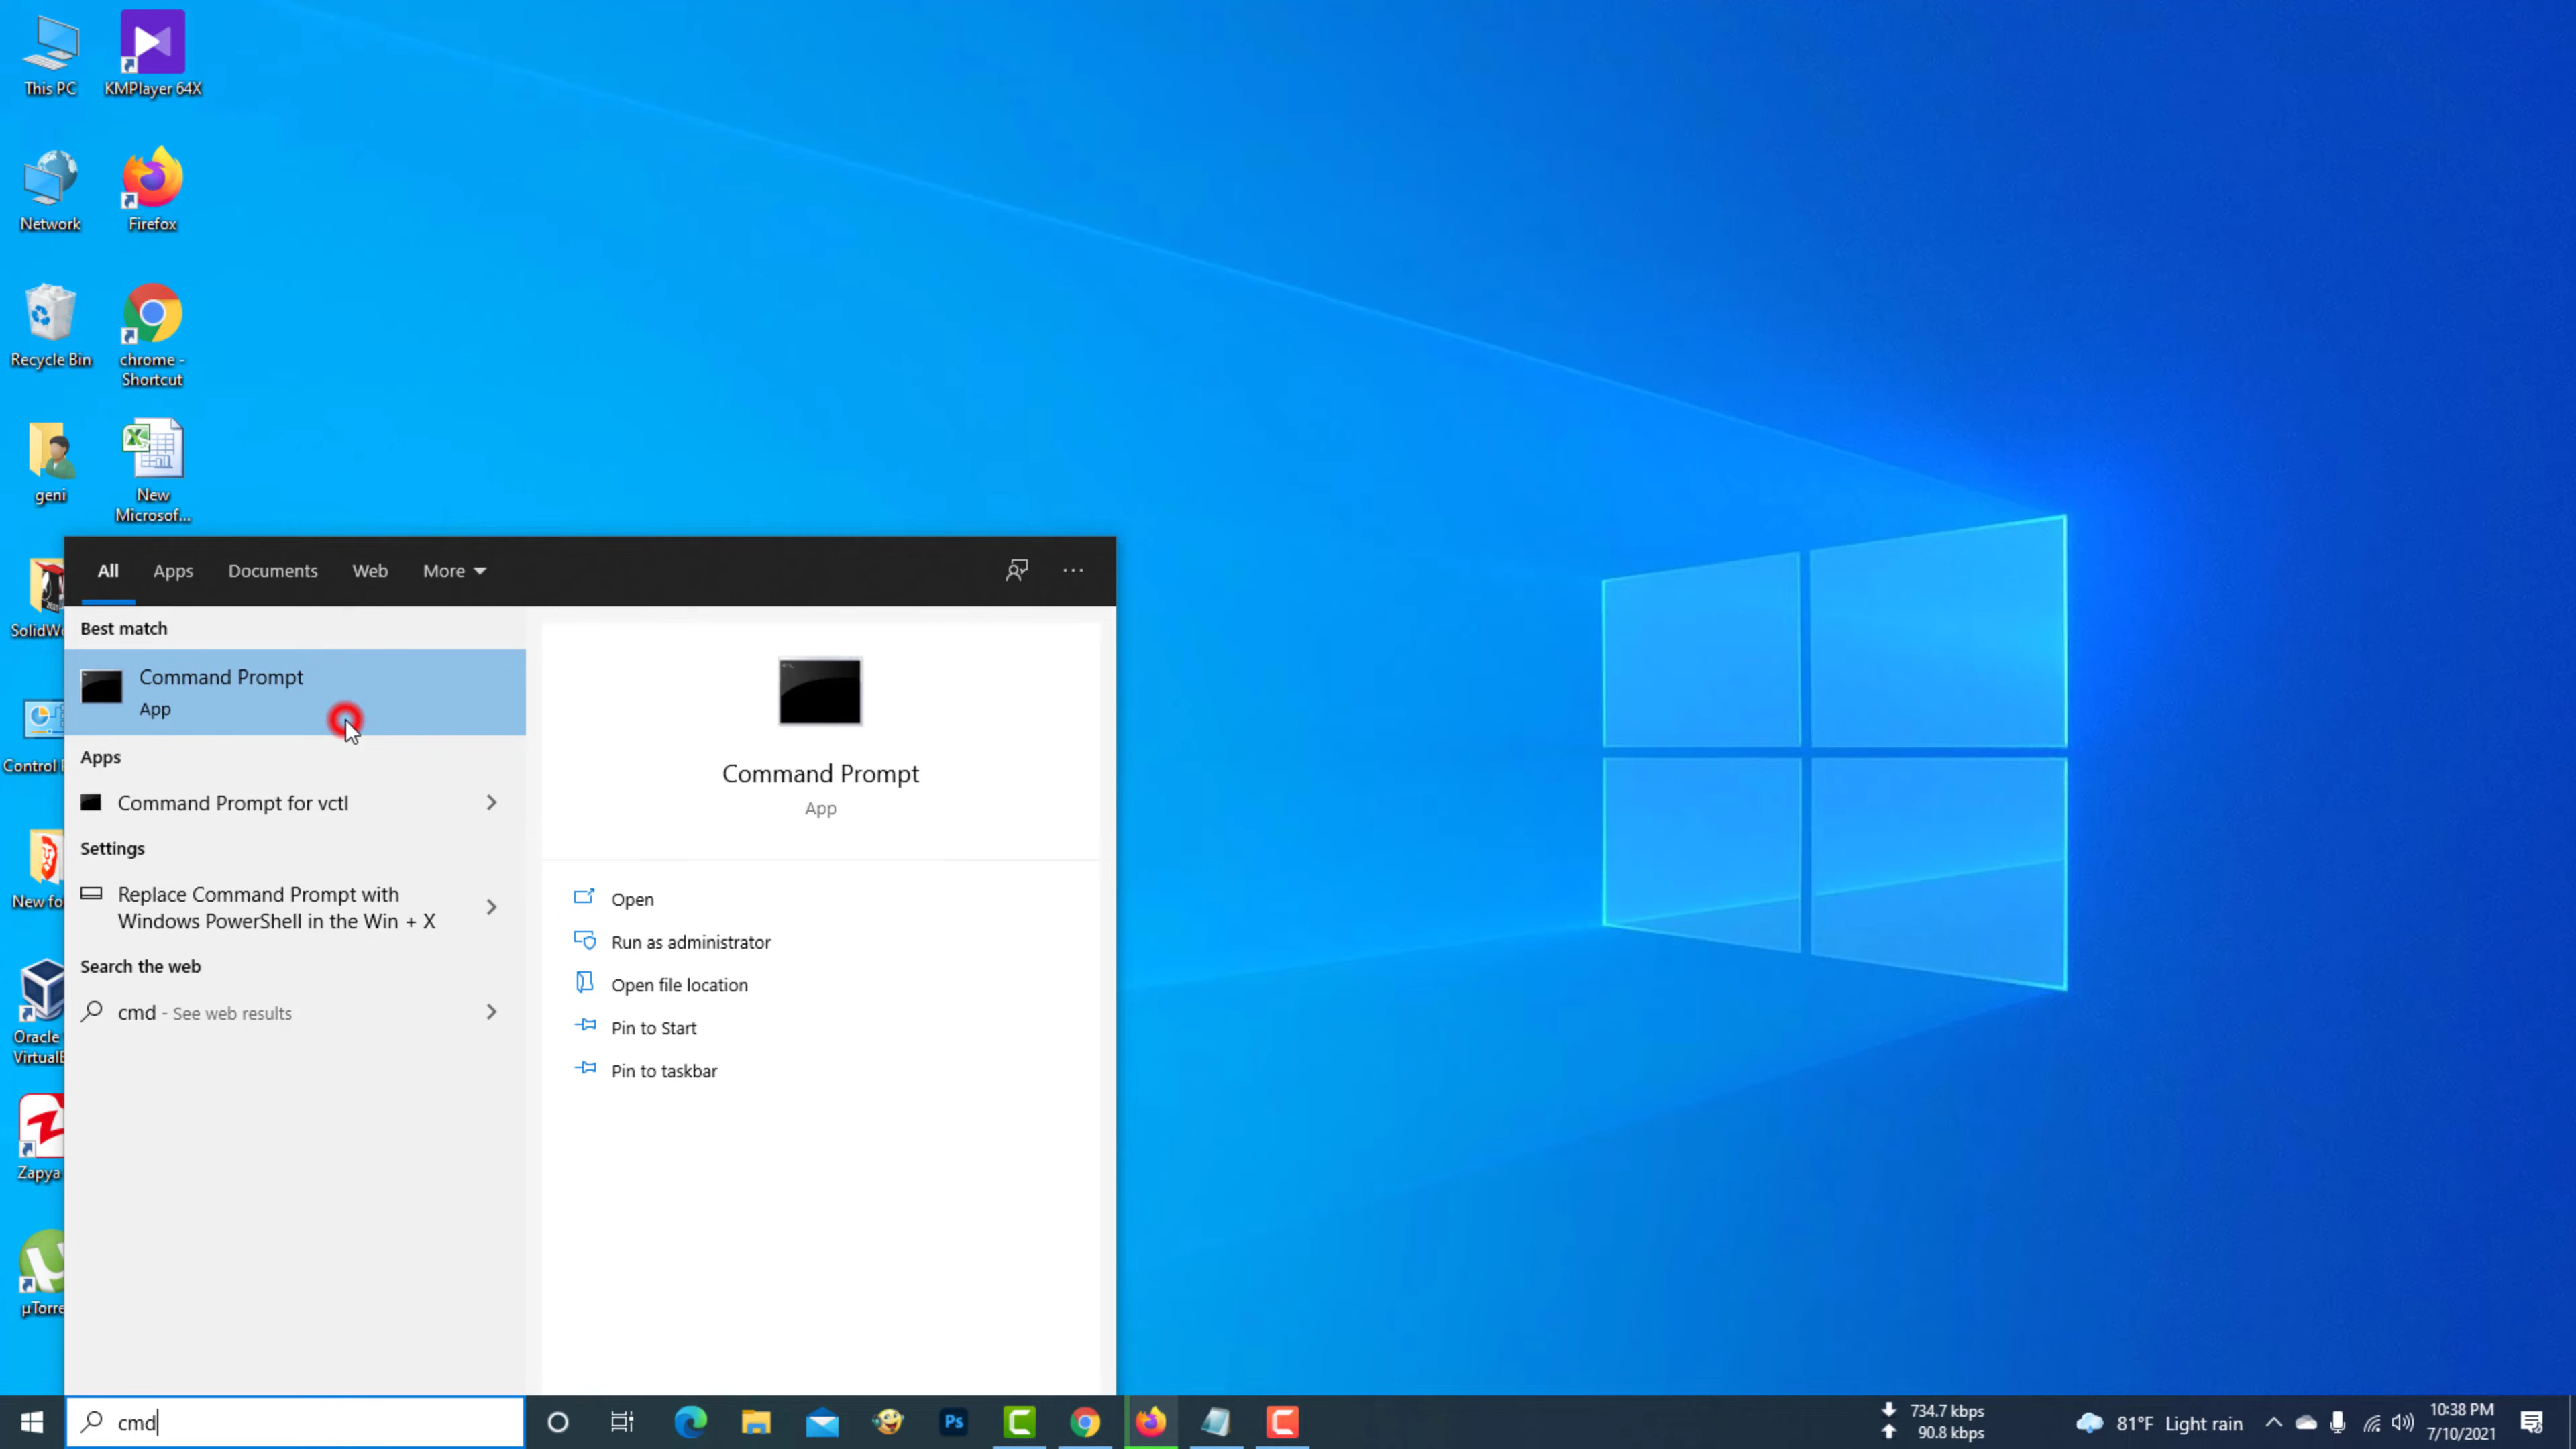 This PC
KMPlayer 64X
Network
Firefox
Recycle Bin
chrome -
Shortcut
geni
New
Microsof...
SolidW
Control
New fo
Oracle
Virtual
Zapya
µTorre
All
Apps
Documents
Web
More
Best match
Command Prompt
App
Apps
Command Prompt for vctl
Settings
Replace Command Prompt with
Windows PowerShell in the Win + X
Search the web
cmd - See web results
Command Prompt
App
Open
Run as administrator
Open file location
Pin to Start
Pin to taskbar
cmd
Ps
734.7 kbps
90.8 kbps
81°F Light rain
10:38 PM
7/10/2021